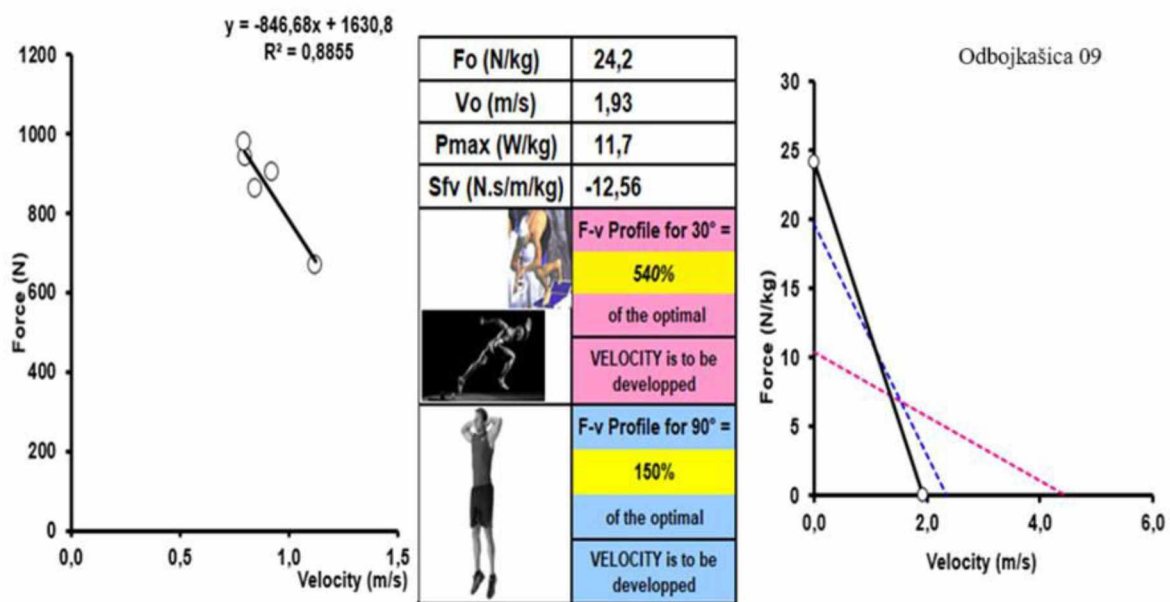 y = -846,68x + 1630,8
R² = 0,8855
1200
1000
800
600
400
200
0
Force (N)
0,0
0,5
1,0
1,5
Velocity (m/s)
Fo (N/kg) 24,2
Vo (m/s) 1,93
Pmax (W/kg) 11,7
Sfv (N.s/m/kg) -12,56
F-v Profile for 30° =
540%
of the optimal
VELOCITY is to be
developped
F-v Profile for 90° =
150%
of the optimal
VELOCITY is to be
developped
Odbojkašica 09
30
25
20
15
10
5
0
Force (N/kg)
0,0
2,0
4,0
6,0
Velocity (m/s)